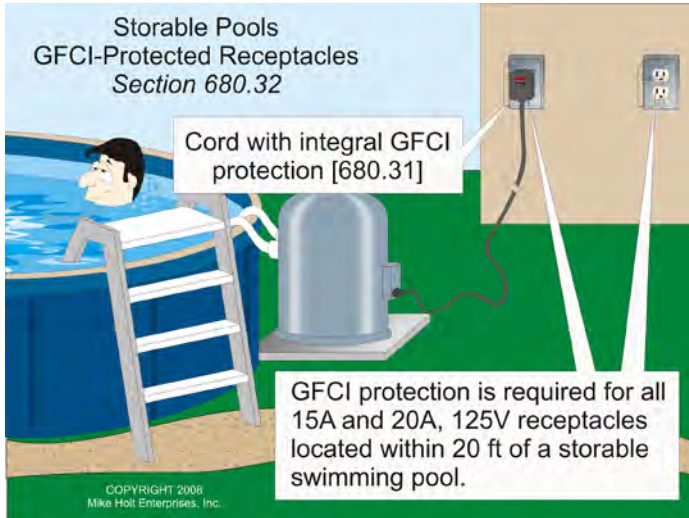 Storable Pools
GFCI-Protected Receptacles
Section 680.32
Cord with integral GFCI
protection [680.31]
GFCI protection is required for all
15A and 20A, 125V receptacles
located within 20 ft of a storable
swimming pool.
COPYRIGHT 2008
Mike Holt Enterprises, Inc.